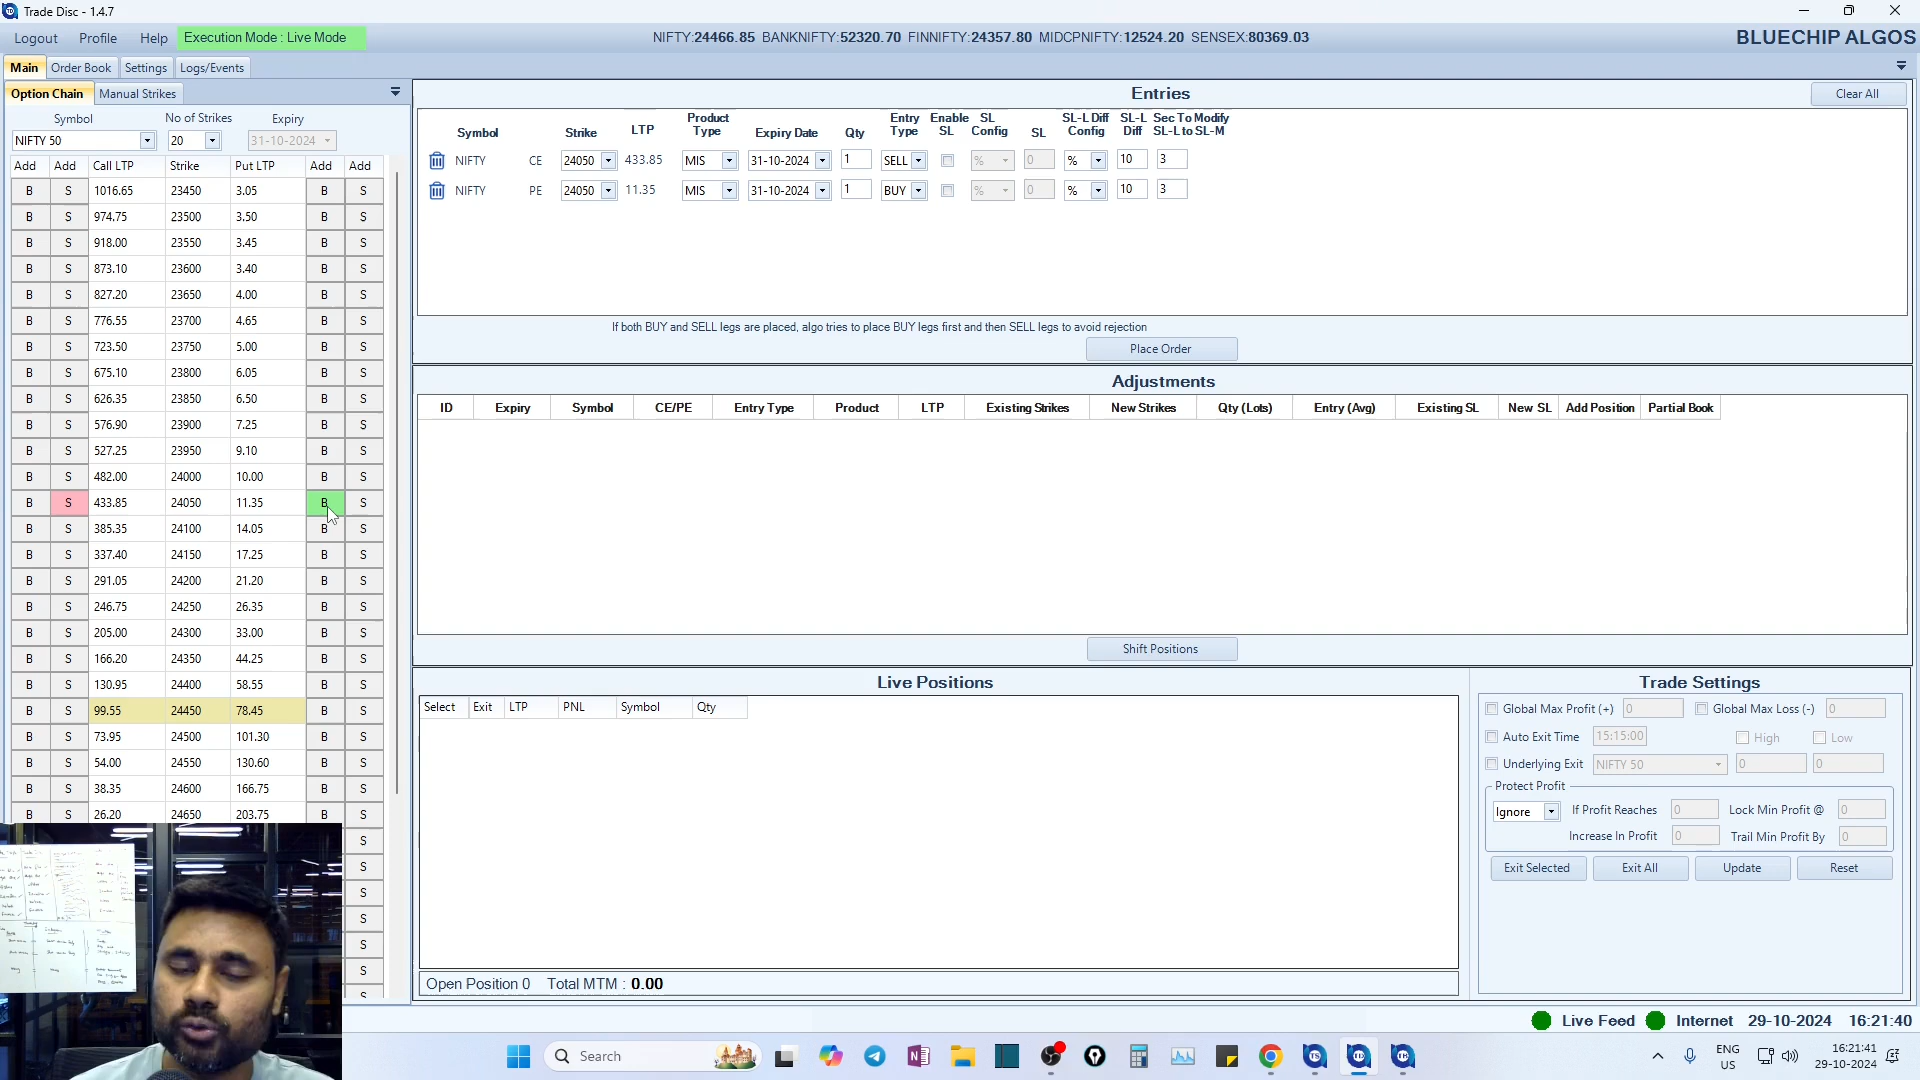 Trade Disc - 1.4.7
Logout Profile Help Execution Mode : Live Mode NIFTY:24466.85 BANKNIFTY:52320.70 FINNIFTY:24357.80 MIDCPNIFTY:12524.20 SENSEX:80369.03 BLUECHIP ALGOS
Main Order Book Settings Logs/Events
Option Chain Manual Strikes
Symbol No of Strikes Expiry
NIFTY 50 20 31-10-2024
Add Add Call LTP Strike Put LTP Add Add
B S 1016.65 23450 3.05 B S
B S 974.75 23500 3.50 B S
B S 918.00 23550 3.45 B S
B S 873.10 23600 3.40 B S
B S 827.20 23650 4.00 B S
B S 776.55 23700 4.65 B S
B S 723.50 23750 5.00 B S
B S 675.10 23800 6.05 B S
B S 626.35 23850 6.50 B S
B S 576.90 23900 7.25 B S
B S 527.25 23950 9.10 B S
B S 482.00 24000 10.00 B S
B S 433.85 24050 11.35 B S
B S 385.35 24100 14.05 B S
B S 337.40 24150 17.25 B S
B S 291.05 24200 21.20 B S
B S 246.75 24250 26.35 B S
B S 205.00 24300 33.00 B S
B S 166.20 24350 44.25 B S
B S 130.95 24400 58.55 B S
B S 99.55 24450 78.45 B S
B S 73.95 24500 101.30 B S
B S 54.00 24550 130.60 B S
B S 38.35 24600 166.75 B S
B S 26.20 24650 203.75 B S
S
S
S
S
S
S
S
Entries
Clear All
Symbol Strike LTP Product Type Expiry Date Qty Entry Type Enable SL SL Config SL SL-L Diff Config SL-L Diff Sec To Modify SL-L to SL-M
NIFTY CE 24050 433.85 MIS 31-10-2024 1 SELL % 0 % 10 3
NIFTY PE 24050 11.35 MIS 31-10-2024 1 BUY % 0 % 10 3
If both BUY and SELL legs are placed, algo tries to place BUY legs first and then SELL legs to avoid rejection
Place Order
Adjustments
ID Expiry Symbol CE/PE Entry Type Product LTP Existing Strikes New Strikes Qty (Lots) Entry (Avg) Existing SL New SL Add Position Partial Book
Shift Positions
Live Positions
Select Exit LTP PNL Symbol Qty
Open Position 0 Total MTM : 0.00
Trade Settings
Global Max Profit (+) 0 Global Max Loss (-) 0
Auto Exit Time 15:15:00 High Low
Underlying Exit NIFTY 50 0 0
Protect Profit
Ignore If Profit Reaches 0 Lock Min Profit @ 0
Increase In Profit 0 Trail Min Profit By 0
Exit Selected Exit All Update Reset
Live Feed Internet 29-10-2024 16:21:40
Search
ENG
US
16:21:41
29-10-2024